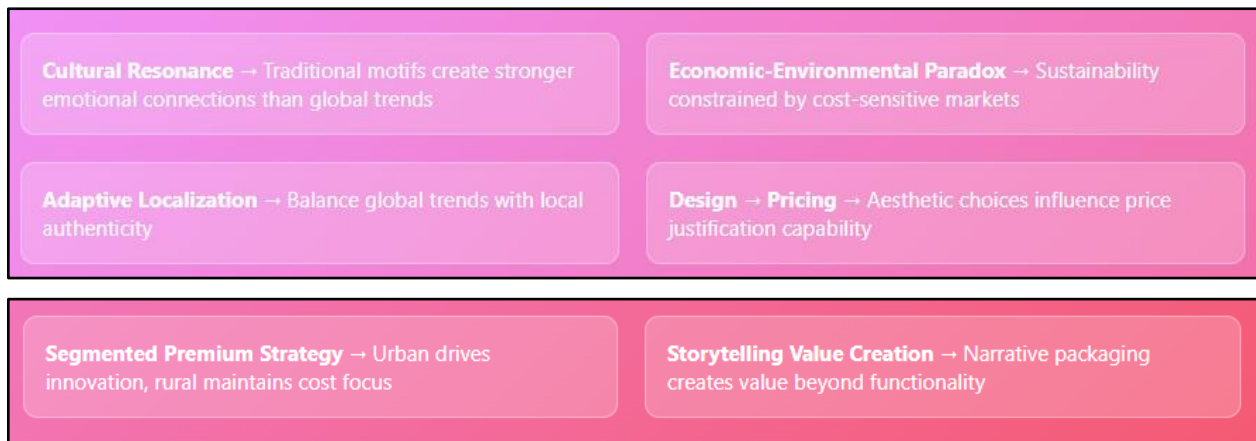 Cultural Resonance → Traditional motifs create stronger
emotional connections than global trends
Economic-Environmental Paradox → Sustainability
constrained by cost-sensitive markets
Adaptive Localization → Balance global trends with local
authenticity
Design → Pricing → Aesthetic choices influence price
justification capability
Segmented Premium Strategy → Urban drives
innovation, rural maintains cost focus
Storytelling Value Creation → Narrative packaging
creates value beyond functionality